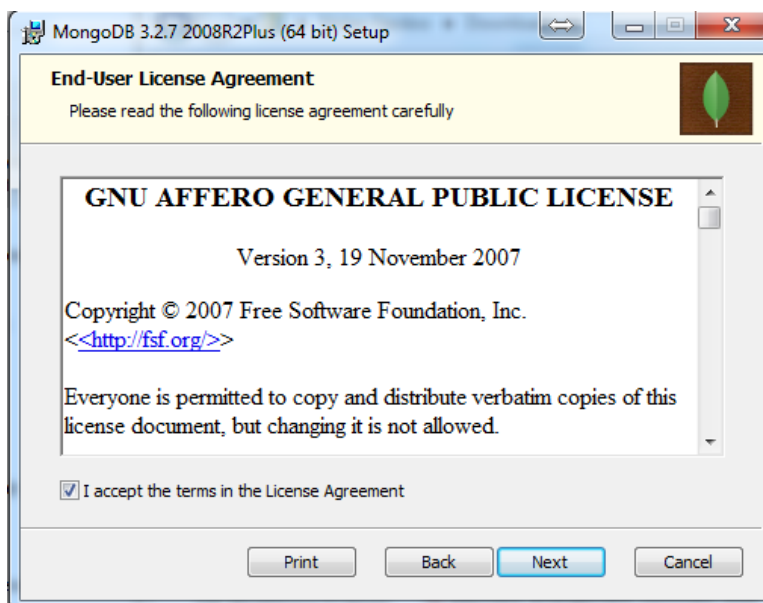 MongoDB 3.2.7 2008R2Plus (64 bit) Setup
End-User License Agreement
Please read the following license agreement carefully
GNU AFFERO GENERAL PUBLIC LICENSE
Version 3, 19 November 2007
Copyright © 2007 Free Software Foundation, Inc.
<<http://fsf.org/>>
Everyone is permitted to copy and distribute verbatim copies of this
license document, but changing it is not allowed.
I accept the terms in the License Agreement
Print Back Next Cancel